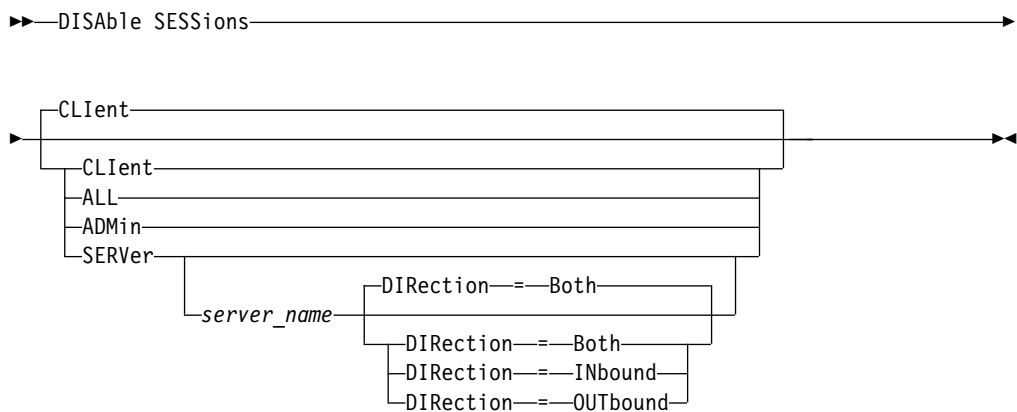 DISAble SESSions
CLIent
CLIent
ALL
ADMin
SERVer
DIRection = Both
server_name
DIRection = Both
DIRection = INbound
DIRection = OUTbound